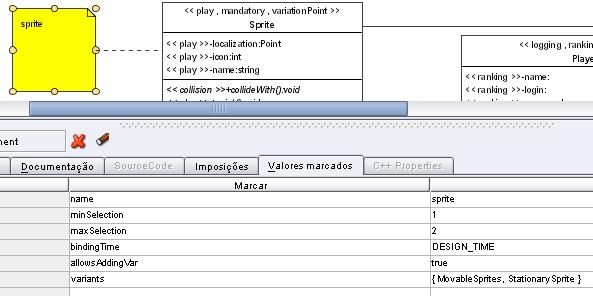 sprite
<< play , mandatory , variationPoint >>
Sprite
<< play >>-localization:Point
<< play >>-icon:int
<< play >>-name:string
<< collision >>+collideWith():void
<< logging , rankin
Playe
<< ranking >>-name:
<< ranking >>-login:
ment
Documentação SourceCode Imposições Valores marcados C++ Properties
Marcar
name sprite
minSelection 1
maxSelection 2
bindingTime DESIGN_TIME
allowsAddingVar true
variants { MovableSprites, StationarySprite }